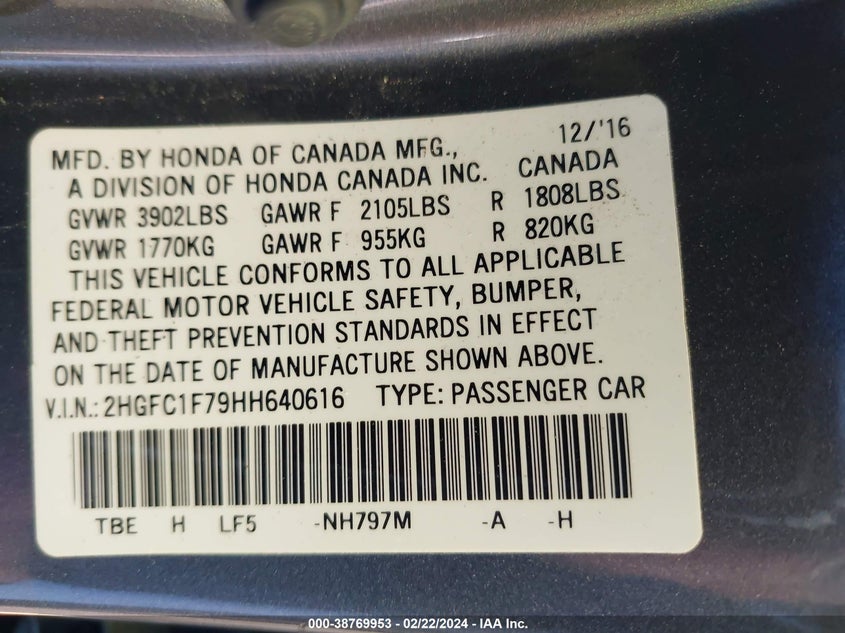 12/'16
MFD. BY HONDA OF CANADA MFG.,
A DIVISION OF HONDA CANADA INC. CANADA
GVWR 3902LBS GAWR F 2105LBS R 1808LBS
GVWR 1770KG GAWR F 955KG R 820KG
THIS VEHICLE CONFORMS TO ALL APPLICABLE
FEDERAL MOTOR VEHICLE SAFETY, BUMPER,
AND THEFT PREVENTION STANDARDS IN EFFECT
ON THE DATE OF MANUFACTURE SHOWN ABOVE.
V.I.N.: 2HGFC1F79HH640616 TYPE: PASSENGER CAR
TBE H LF5 -NH797M -A -H
000-38769953 - 02/22/2024 - IAA Inc.